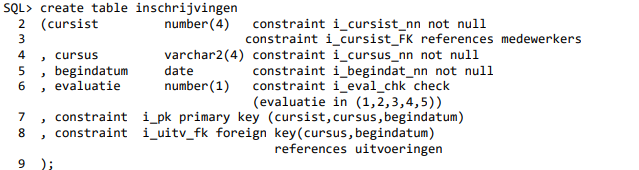 SQL> create table inschrijvingen
2 (cursist number(4) constraint i_cursist_nn not null
3 constraint i_cursist_FK references medewerkers
4 , cursus varchar2(4) constraint i_cursus_nn not null
5 , begindatum date constraint i_begindat_nn not null
6 , evaluatie number(1) constraint i_eval_chk check
(evaluatie in (1,2,3,4,5))
7 , constraint i_pk primary key (cursist,cursus,begindatum)
8 , constraint i_uitv_fk foreign key(cursus,begindatum)
references uitvoeringen
9 );